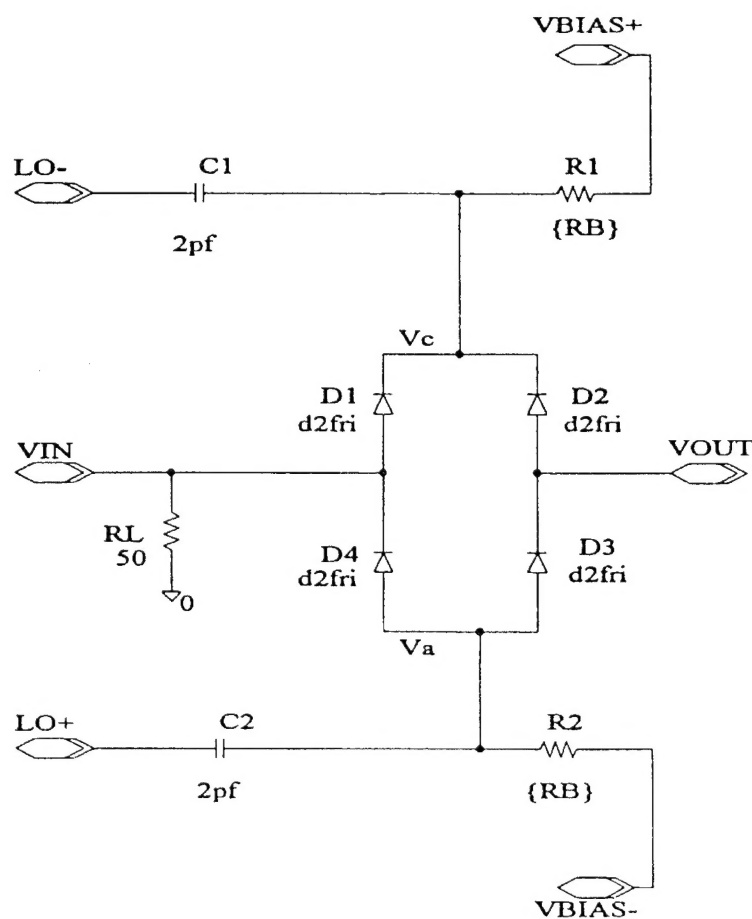 VBIAS+
LO-
C1
R1
2pf
{RB}
Vc
D1
d2fri
D2
d2fri
VIN
VOUT
RL
50
0
D4
d2fri
D3
d2fri
Va
LO+
C2
R2
2pf
{RB}
VBIAS-